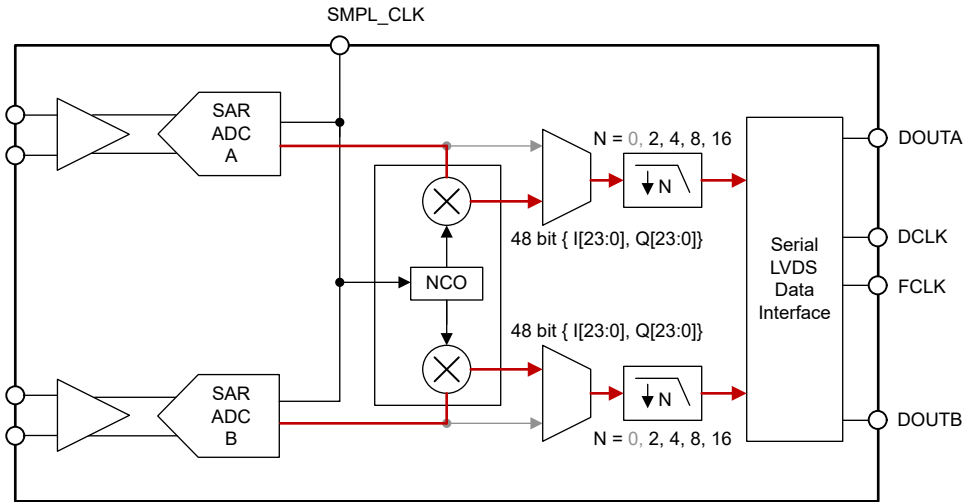 SMPL_CLK
SAR
ADC
A
N = 0, 2, 4, 8, 16
N
DOUTA
48 bit { I[23:0], Q[23:0]}
DCLK
Serial
LVDS
Data
Interface
NCO
FCLK
48 bit { I[23:0], Q[23:0]}
SAR
ADC
B
N
DOUTB
N = 0, 2, 4, 8, 16